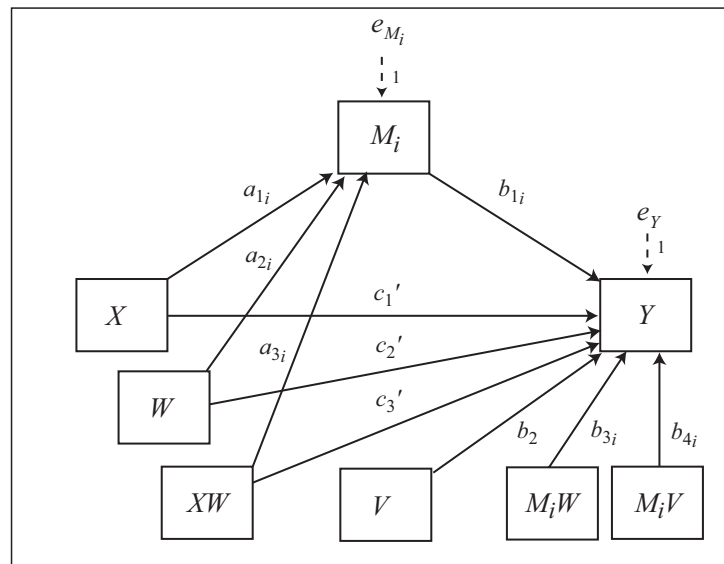 e_{M_i}
1
M_i
a_{1i}
b_{1i}
e_Y
1
a_{2i}
X
c_1′
Y
W
c_2′
a_{3i}
c_3′
b_2
b_{3i}
b_{4i}
XW
V
M_iW
M_iV